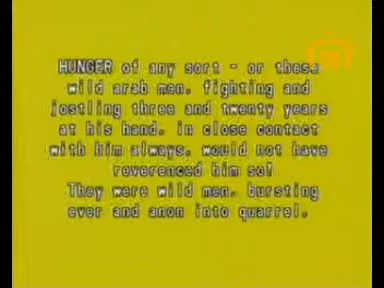 HUNGER of any sort - or these
wild arab men, fighting and
jostling three and twenty years
at his hand, in close contact
with him always, would not have
reverenced him so!
They were wild men, bursting
ever and anon into quarrel,